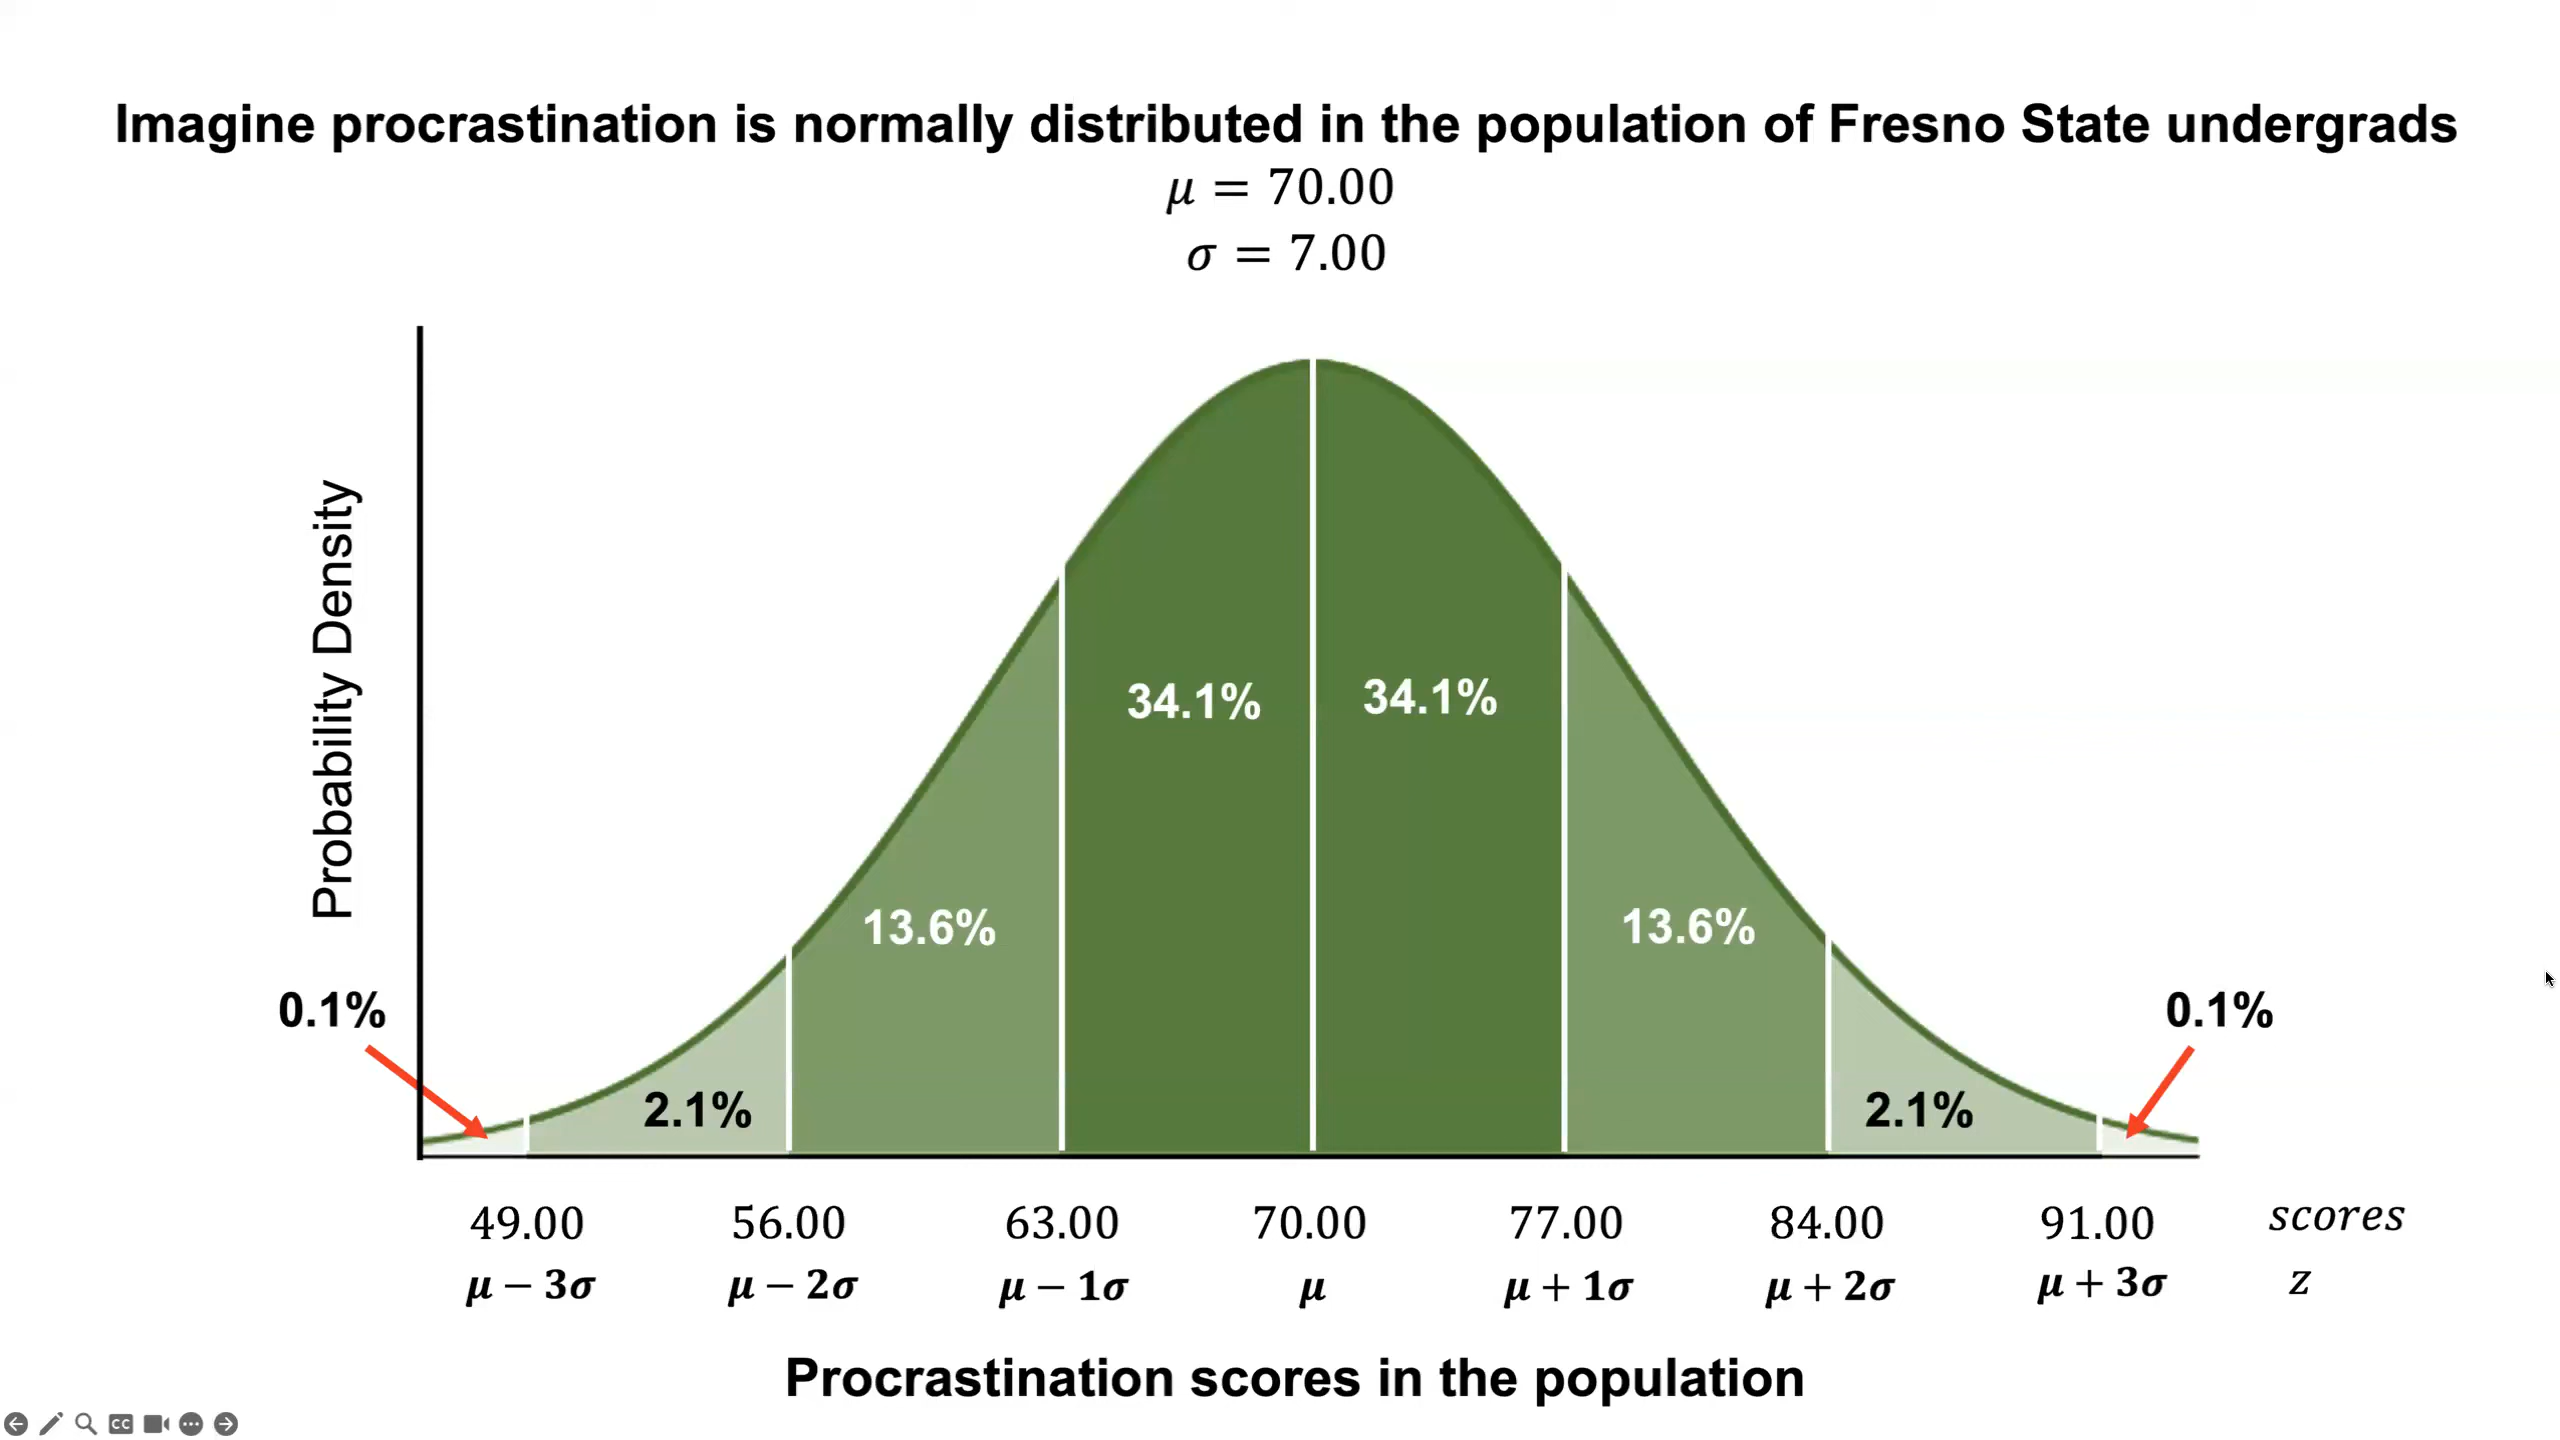 Imagine procrastination is normally distributed in the population of Fresno State undergrads
μ = 70.00
σ = 7.00
Probability Density
34.1% 34.1%
13.6% 13.6%
0.1% 0.1%
2.1% 2.1%
49.00 56.00 63.00 70.00 77.00 84.00 91.00 scores
μ − 3σ μ − 2σ μ − 1σ μ μ + 1σ μ + 2σ μ + 3σ z
Procrastination scores in the population
CC